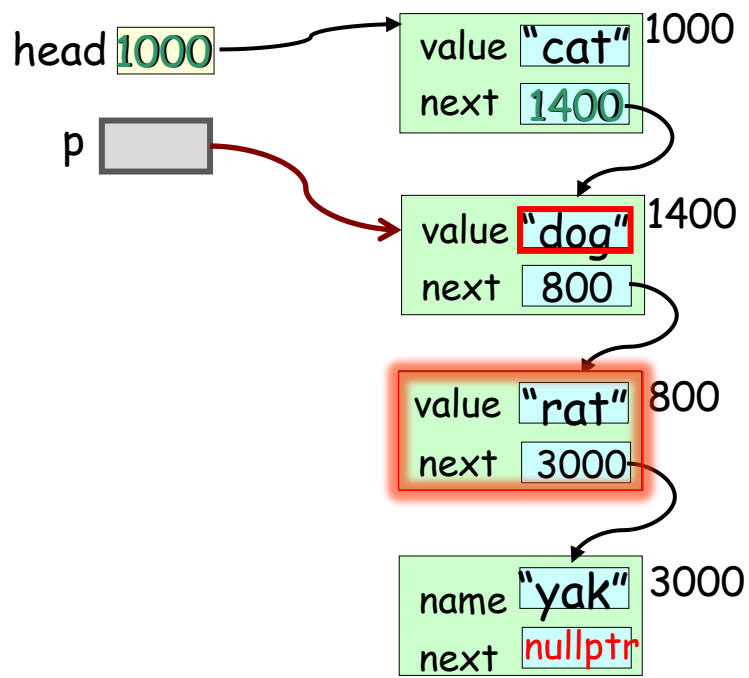 head 1000
value "cat" 1000
next 1400
p
value "dog" 1400
next 800
value "rat" 800
next 3000
name "yak" 3000
next nullptr